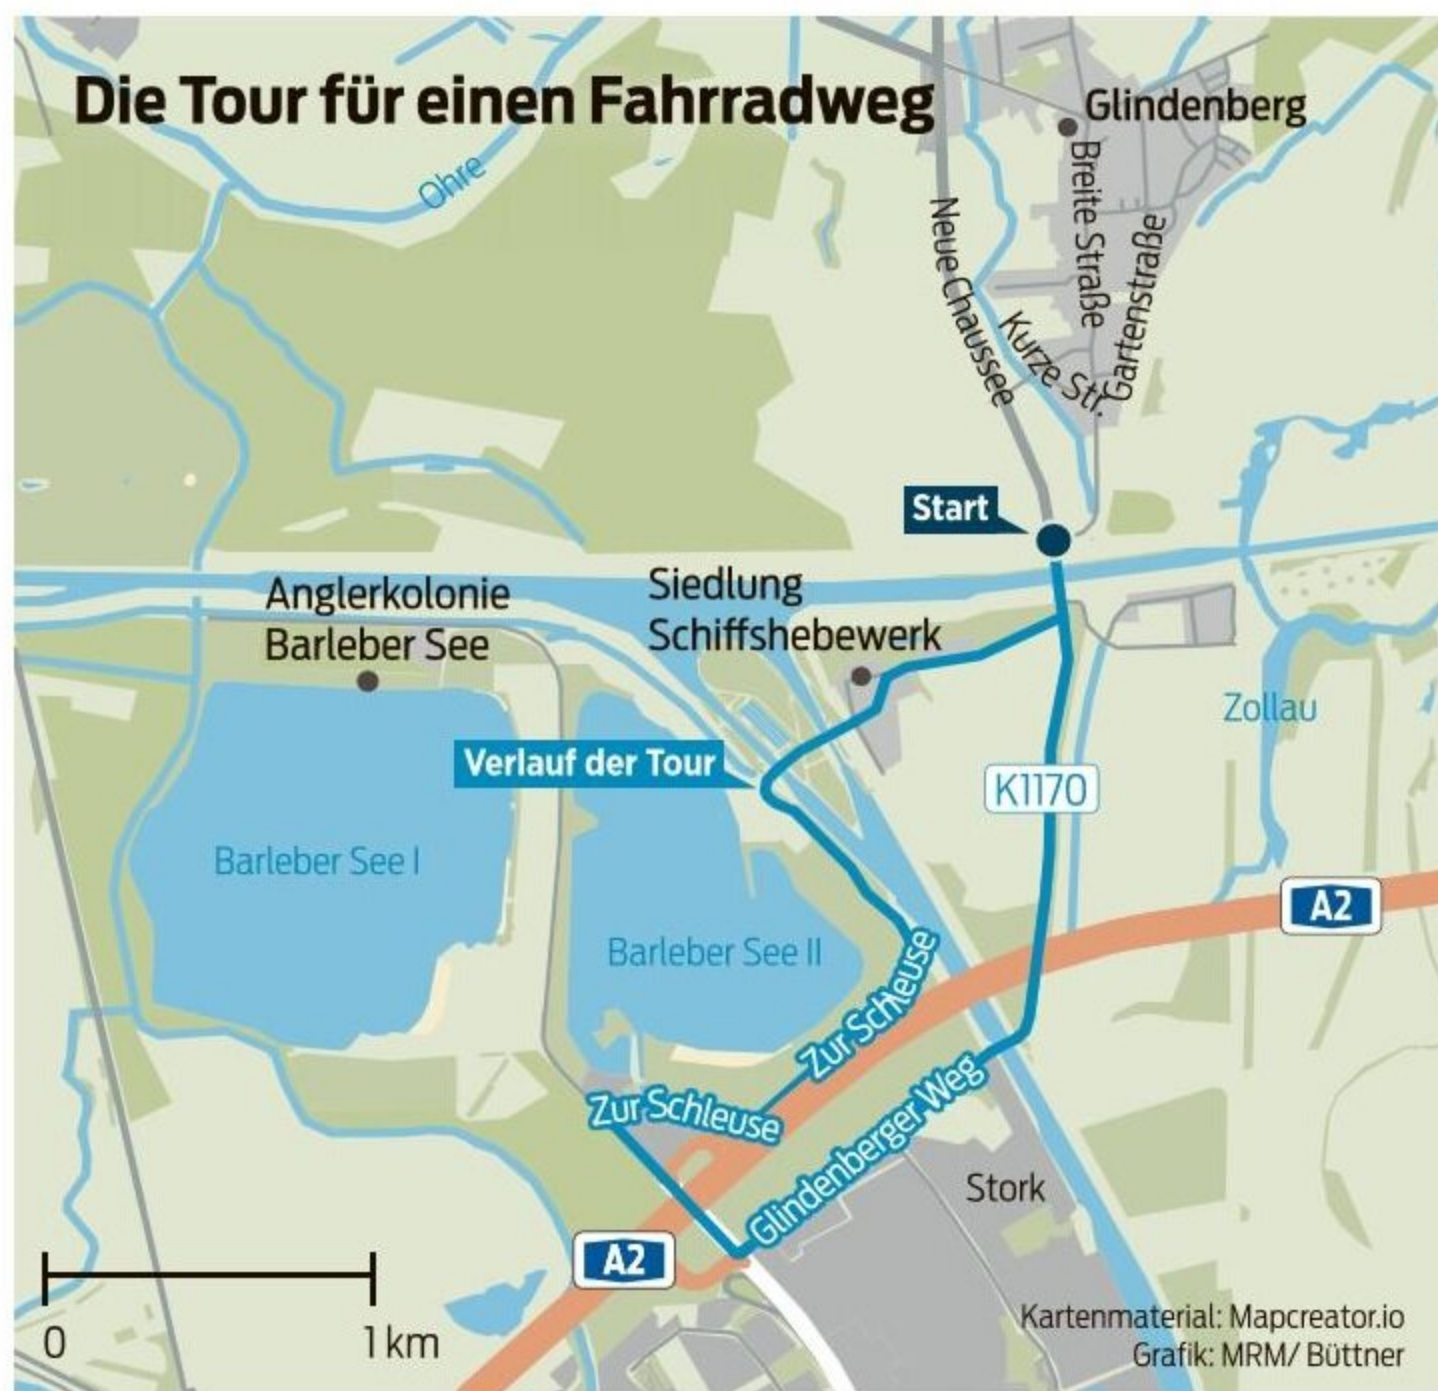 Die Tour für einen Fahrradweg
Glindenberg
Ohre
Breite Straße
Neue Chaussee
Gartenstraße
Kurze Str.
Start
Anglerkolonie
Barleber See
Siedlung
Schiffshebewerk
Zollau
Verlauf der Tour
K1170
Barleber See I
A2
Barleber See II
Zur Schleuse
Zur Schleuse
Glindenberger Weg
Stork
A2
0
1 km
Kartenmaterial: Mapcreator.io
Grafik: MRM/ Büttner